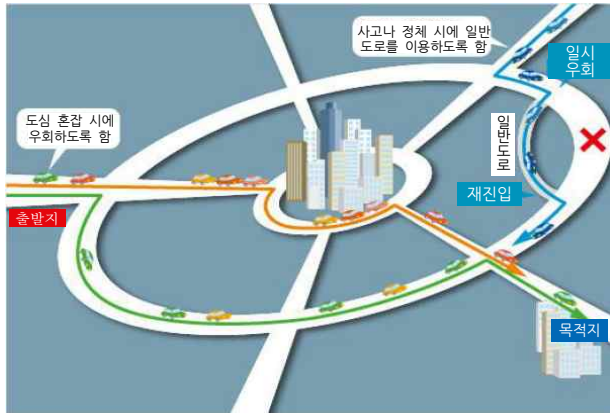 사고나 정체 시에 일반
도로를 이용하도록 함
일시
우회
도심 혼잡 시에
우회하도록 함
일반도로
재진입
출발지
목적지